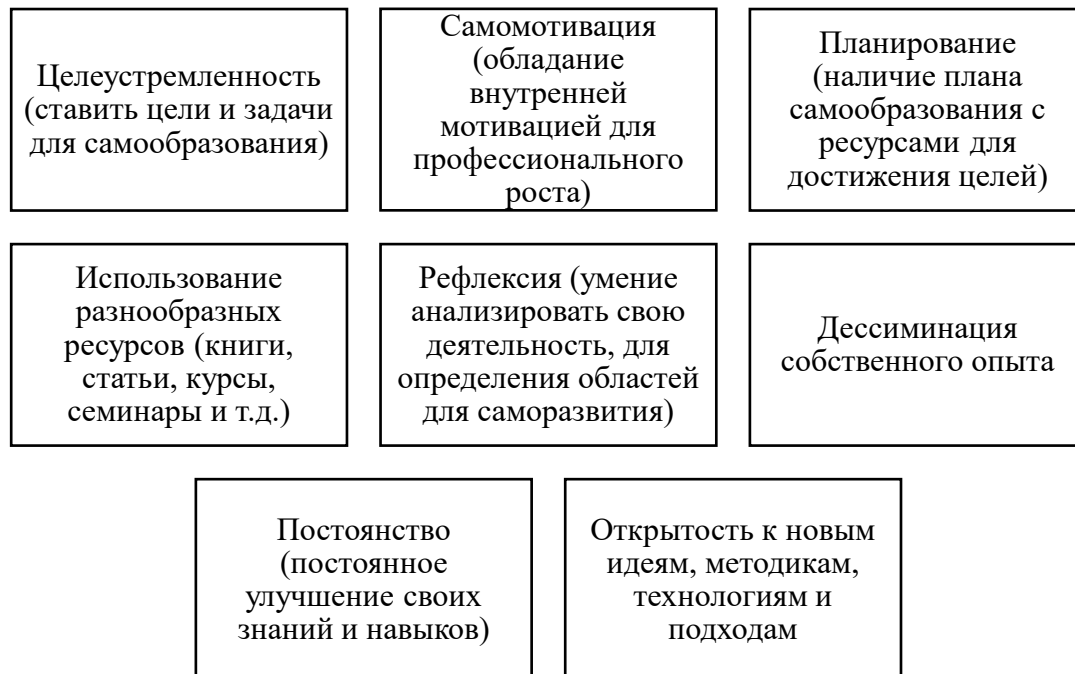 Целеустремленность
(ставить цели и задачи
для самообразования)
Самомотивация
(обладание
внутренней
мотивацией для
профессионального
роста)
Планирование
(наличие плана
самообразования с
ресурсами для
достижения целей)
Использование
разнообразных
ресурсов (книги,
статьи, курсы,
семинары и т.д.)
Рефлексия (умение
анализировать свою
деятельность, для
определения областей
для саморазвития)
Дессиминация
собственного опыта
Постоянство
(постоянное
улучшение своих
знаний и навыков)
Открытость к новым
идеям, методикам,
технологиям и
подходам